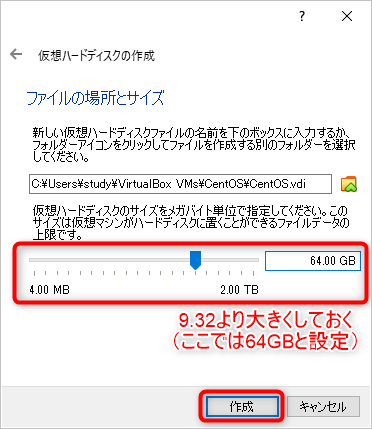 ?
仮想ハードディスクの作成
ファイルの場所とサイズ
新しい仮想ハードディスクファイルの名前を下のボックスに入力するか、
フォルダーアイコンをクリックしてファイルを作成する別のフォルダーを選択
してください。
C:¥Users¥study¥VirtualBox VMs¥CentOS¥CentOS.vdi
仮想ハードディスクのサイズをメガバイト単位で指定してください。この
サイズは仮想マシンがハードディスクに置くことができるファイルデータの
上限です。
64.00 GB
4.00 MB 2.00 TB
9.32より大きくしておく
(ここでは64GBと設定)
作成 キャンセル